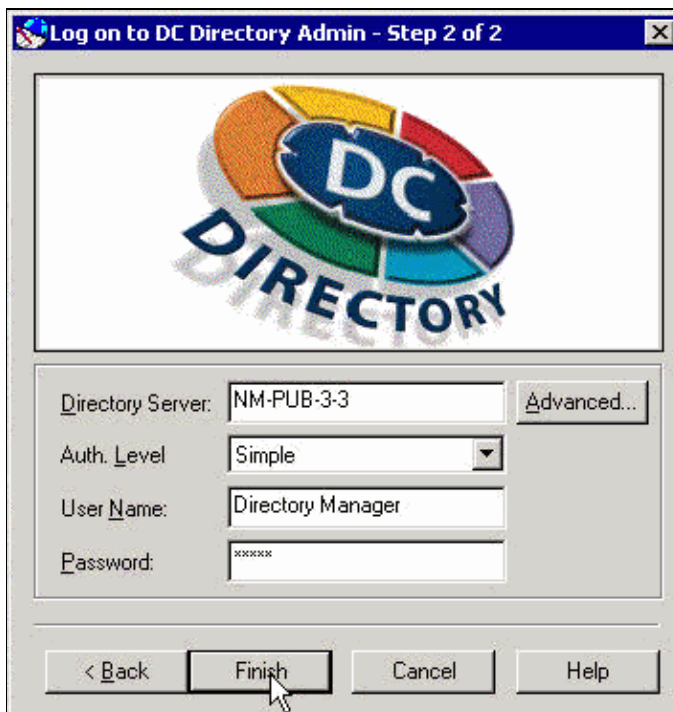 Log on to DC Directory Admin - Step 2 of 2
DC
DIRECTORY
Directory Server:
NM-PUB-3-3
Advanced...
Auth. Level
Simple
User Name:
Directory Manager
Password:
*****
< Back
Finish
Cancel
Help